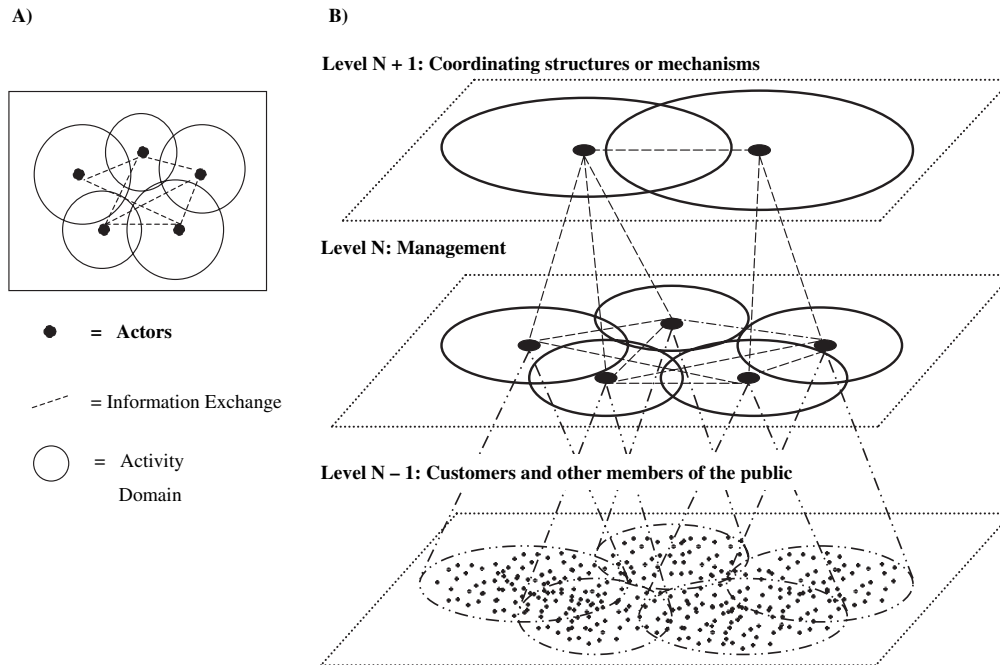 A)
B)
Level N + 1: Coordinating structures or mechanisms
Level N: Management
= Actors
= Information Exchange
= Activity
Domain
Level N – 1: Customers and other members of the public